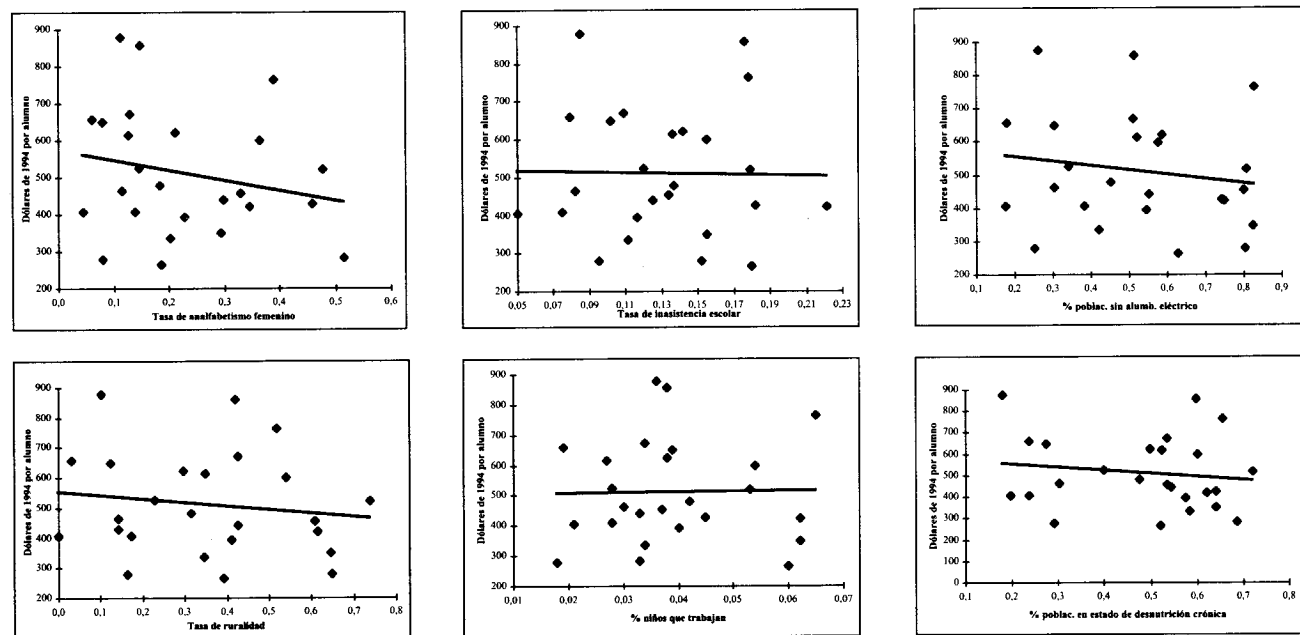 Dólares de 1994 por alumno
900
800
700
600
500
400
300
200
0,0 0,1 0,2 0,3 0,4 0,5 0,6
Tasa de analfabetismo femenino
Dólares de 1994 por alumno
900
800
700
600
500
400
300
200
0,05 0,07 0,09 0,11 0,13 0,15 0,17 0,19 0,21 0,23
Tasa de inasistencia escolar
Dólares de 1994 por alumno
900
800
700
600
500
400
300
200
0,1 0,2 0,3 0,4 0,5 0,6 0,7 0,8 0,9
% poblac. sin alumb. eléctrico
Dólares de 1994 por alumno
900
800
700
600
500
400
300
200
0,0 0,1 0,2 0,3 0,4 0,5 0,6 0,7 0,8
Tasa de ruralidad
Dólares de 1994 por alumno
900
800
700
600
500
400
300
200
0,01 0,02 0,03 0,04 0,05 0,06 0,07
% niños que trabajan
Dólares de 1994 por alumno
900
800
700
600
500
400
300
200
100
0
0,1 0,2 0,3 0,4 0,5 0,6 0,7 0,8
% poblac. en estado de desnutrición crónica